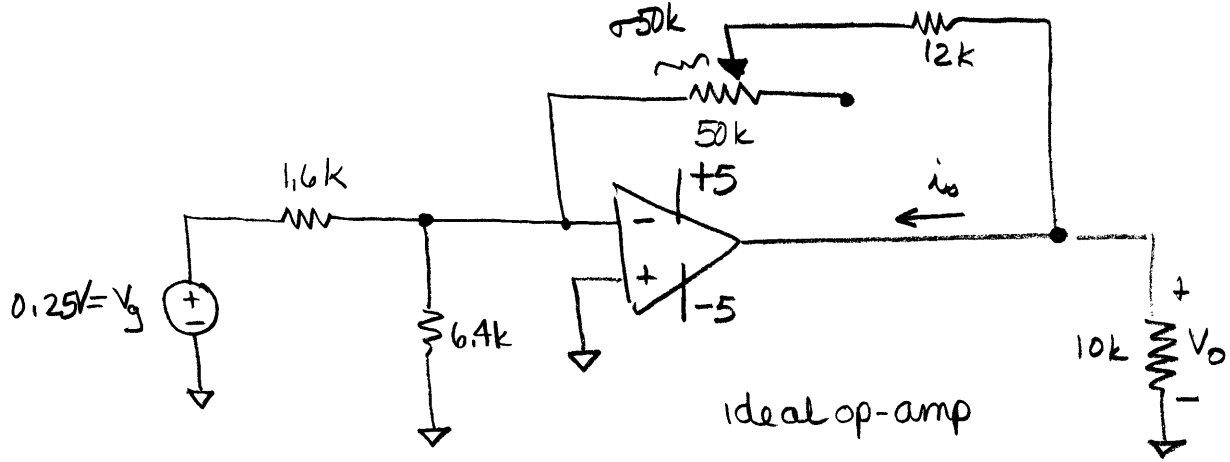 σ50k
12k
50k
1.6k
+5
i₀
-
+
0.25V=Vg
+
-
6.4k
-5
+
10k
V₀
-
ideal op-amp